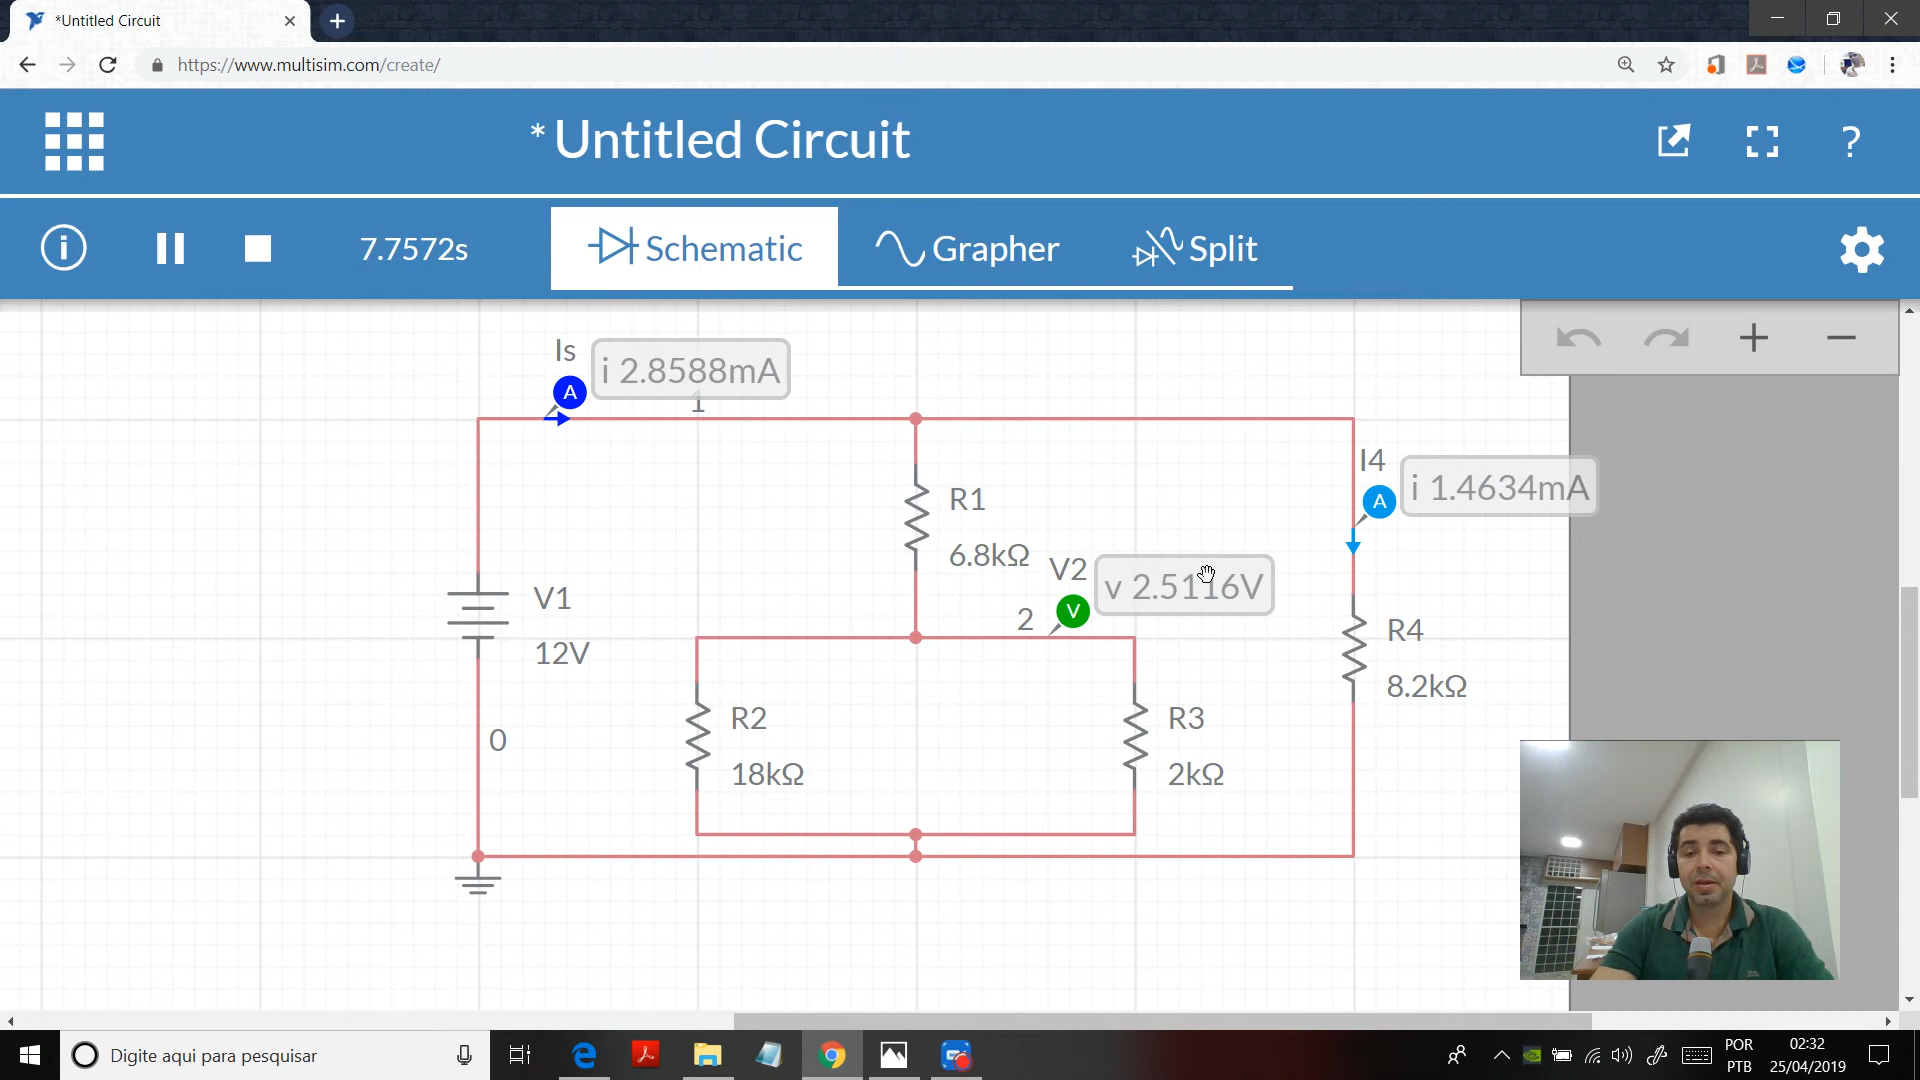 *Untitled Circuit
https://www.multisim.com/create/
* Untitled Circuit
?
i
7.7572s
Schematic
Grapher
Split
Is
i 2.8588mA
A
1
I4
i 1.4634mA
A
R1
6.8kΩ
V2
v 2.5116V
V
2
V1
12V
R4
8.2kΩ
R2
18kΩ
R3
2kΩ
0
Digite aqui para pesquisar
POR
PTB
02:32
25/04/2019